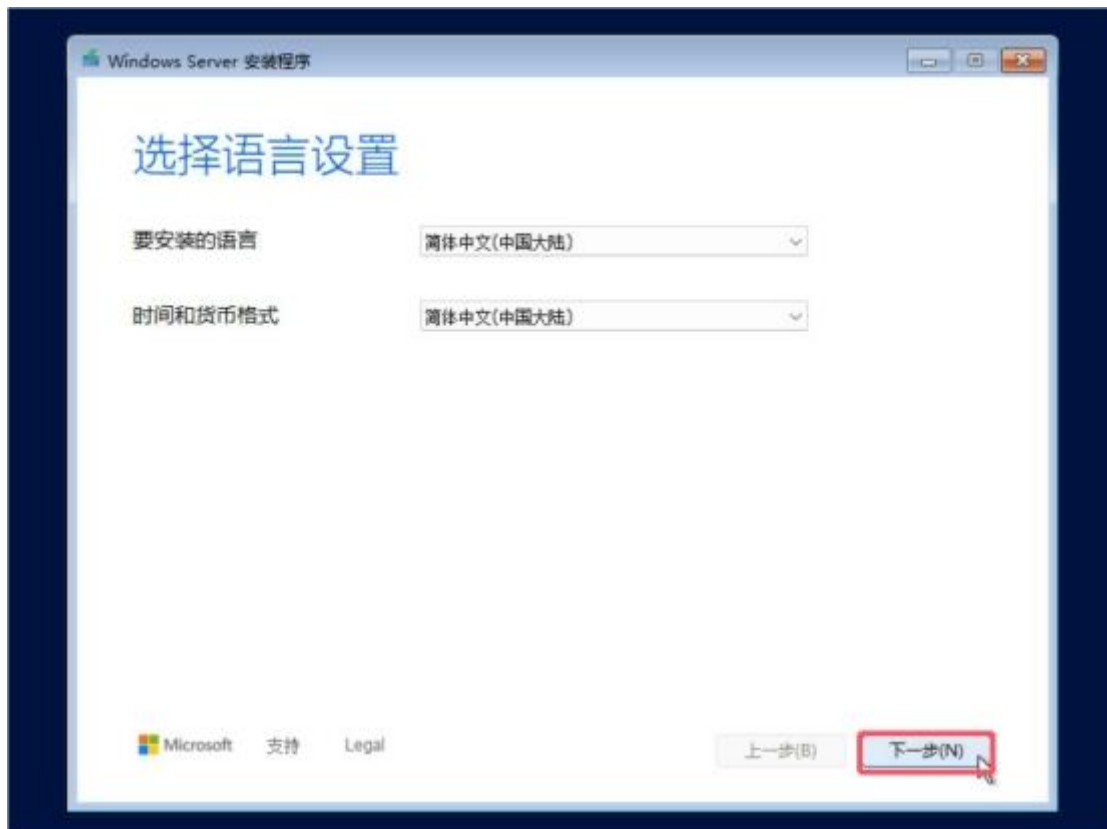 Windows Server 安装程序
选择语言设置
要安装的语言 简体中文(中国大陆)
时间和货币格式 简体中文(中国大陆)
Microsoft 支持 Legal 上一步(B) 下一步(N)